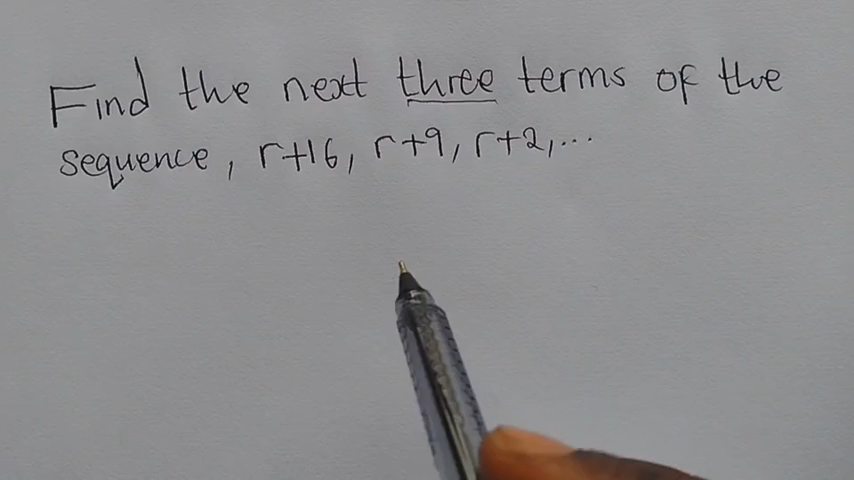 Find the next three terms of the
sequence, r+16, r+9, r+2,...